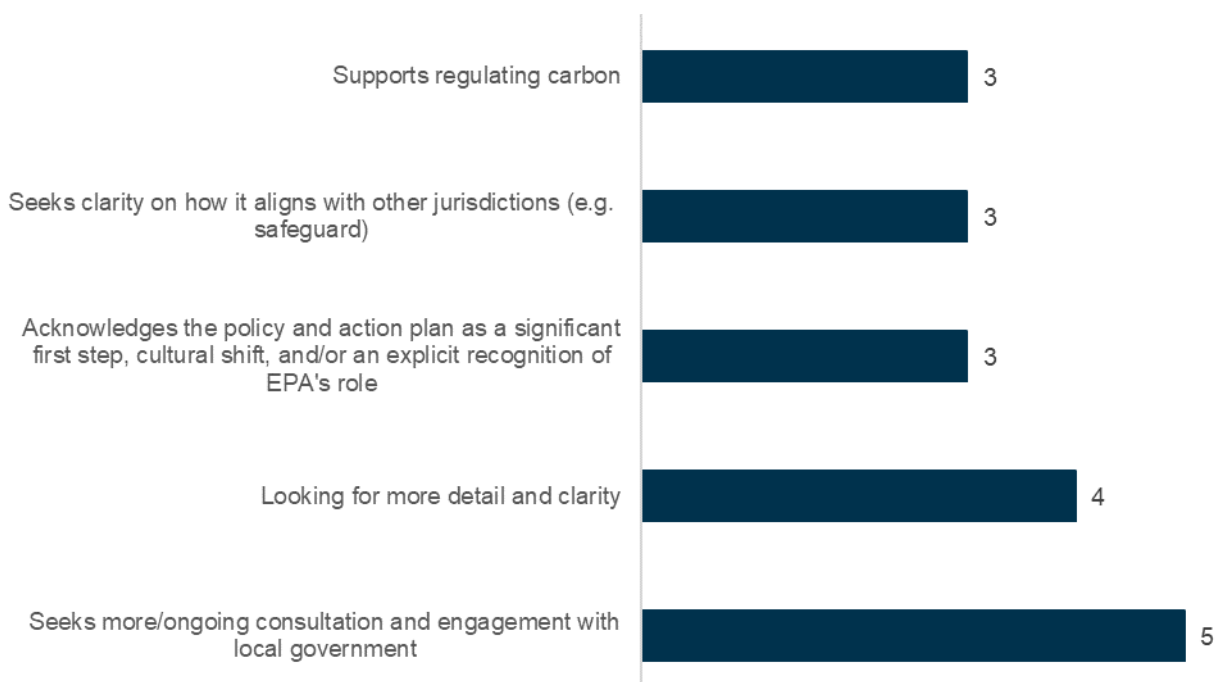 Supports regulating carbon
3
Seeks clarity on how it aligns with other jurisdictions (e.g.
safeguard)
3
Acknowledges the policy and action plan as a significant
first step, cultural shift, and/or an explicit recognition of
EPA's role
3
Looking for more detail and clarity
4
Seeks more/ongoing consultation and engagement with
local government
5